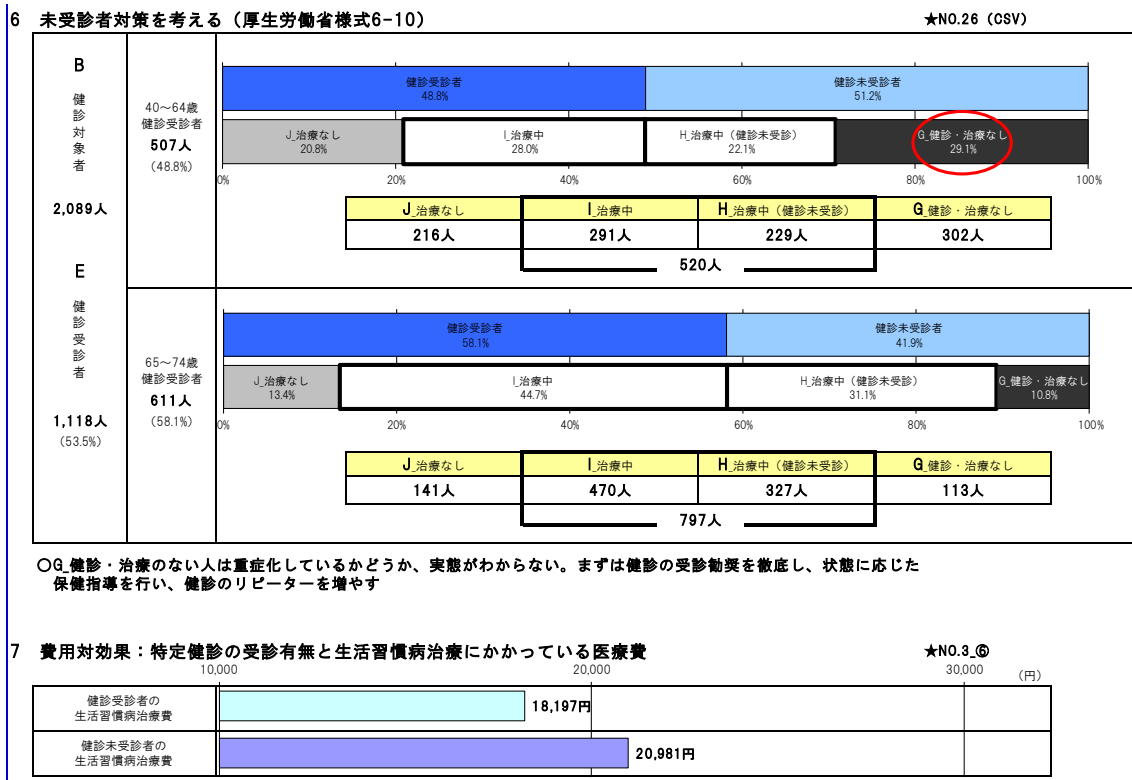 6 未受診者対策を考える（厚生労働省様式6-10） ★NO.26（CSV）
B
健診対象者
2,089人
E
健診受診者
1,118人
（53.5%）
40～64歳
健診受診者
507人
（48.8%）
健診受診者
48.8%
健診未受診者
51.2%
J_治療なし
20.8%
I_治療中
28.0%
H_治療中（健診未受診）
22.1%
G_健診・治療なし
29.1%
0% 20% 40% 60% 80% 100%
J_治療なし I_治療中 H_治療中（健診未受診） G_健診・治療なし
216人 291人 229人 302人
520人
65～74歳
健診受診者
611人
（58.1%）
健診受診者
58.1%
健診未受診者
41.9%
J_治療なし
13.4%
I_治療中
44.7%
H_治療中（健診未受診）
31.1%
G_健診・治療なし
10.8%
0% 20% 40% 60% 80% 100%
J_治療なし I_治療中 H_治療中（健診未受診） G_健診・治療なし
141人 470人 327人 113人
797人
○G_健診・治療のない人は重症化しているかどうか、実態がわからない。まずは健診の受診勧奨を徹底し、状態に応じた
保健指導を行い、健診のリピーターを増やす
7 費用対効果：特定健診の受診有無と生活習慣病治療にかかっている医療費 ★NO.3_⑥
10,000 20,000 30,000 （円）
健診受診者の
生活習慣病治療費
18,197円
健診未受診者の
生活習慣病治療費
20,981円